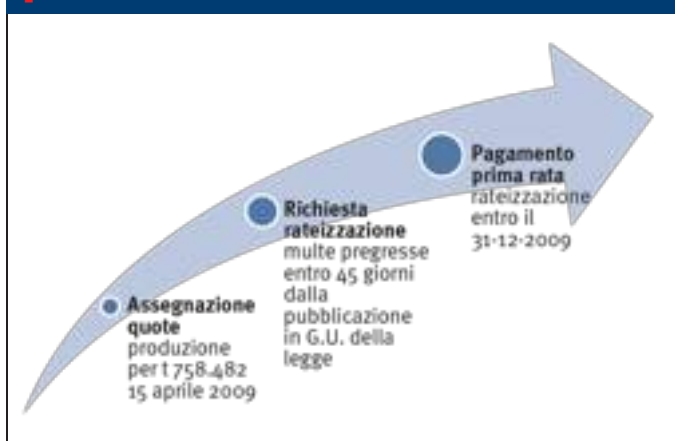 Assegnazione
quote
produzione
per t 758.482
15 aprile 2009
Richiesta
rateizzazione
multe pregresse
entro 45 giorni
dalla
pubblicazione
in G.U. della
legge
Pagamento
prima rata
rateizzazione
entro il
31-12-2009